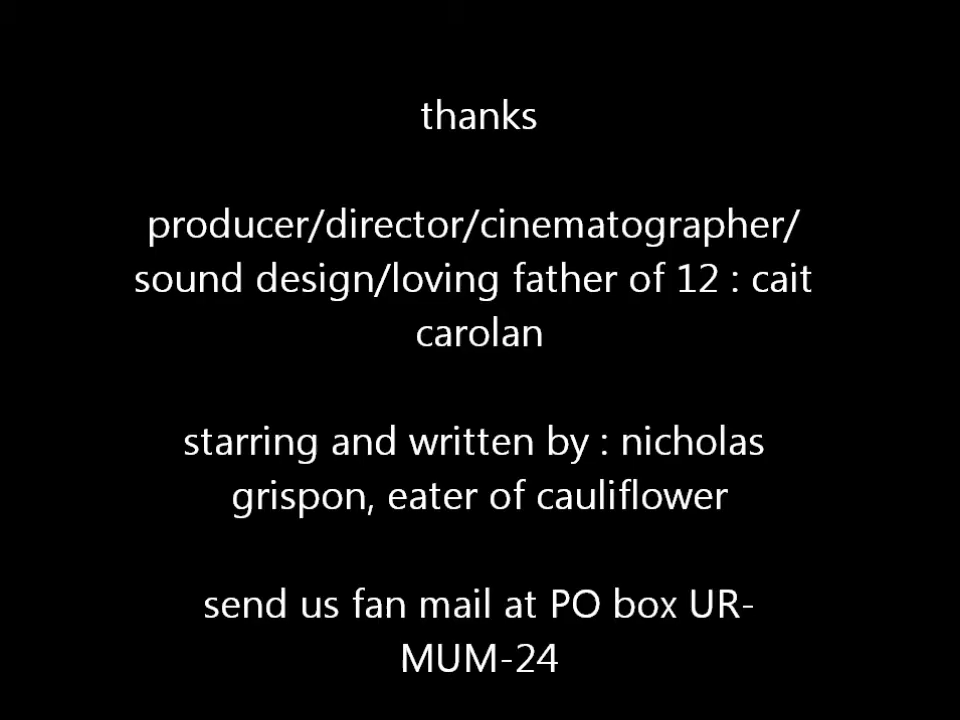 thanks
producer/director/cinematographer/
sound design/loving father of 12 : cait
carolan
starring and written by : nicholas
grispon, eater of cauliflower
send us fan mail at PO box UR-
MUM-24